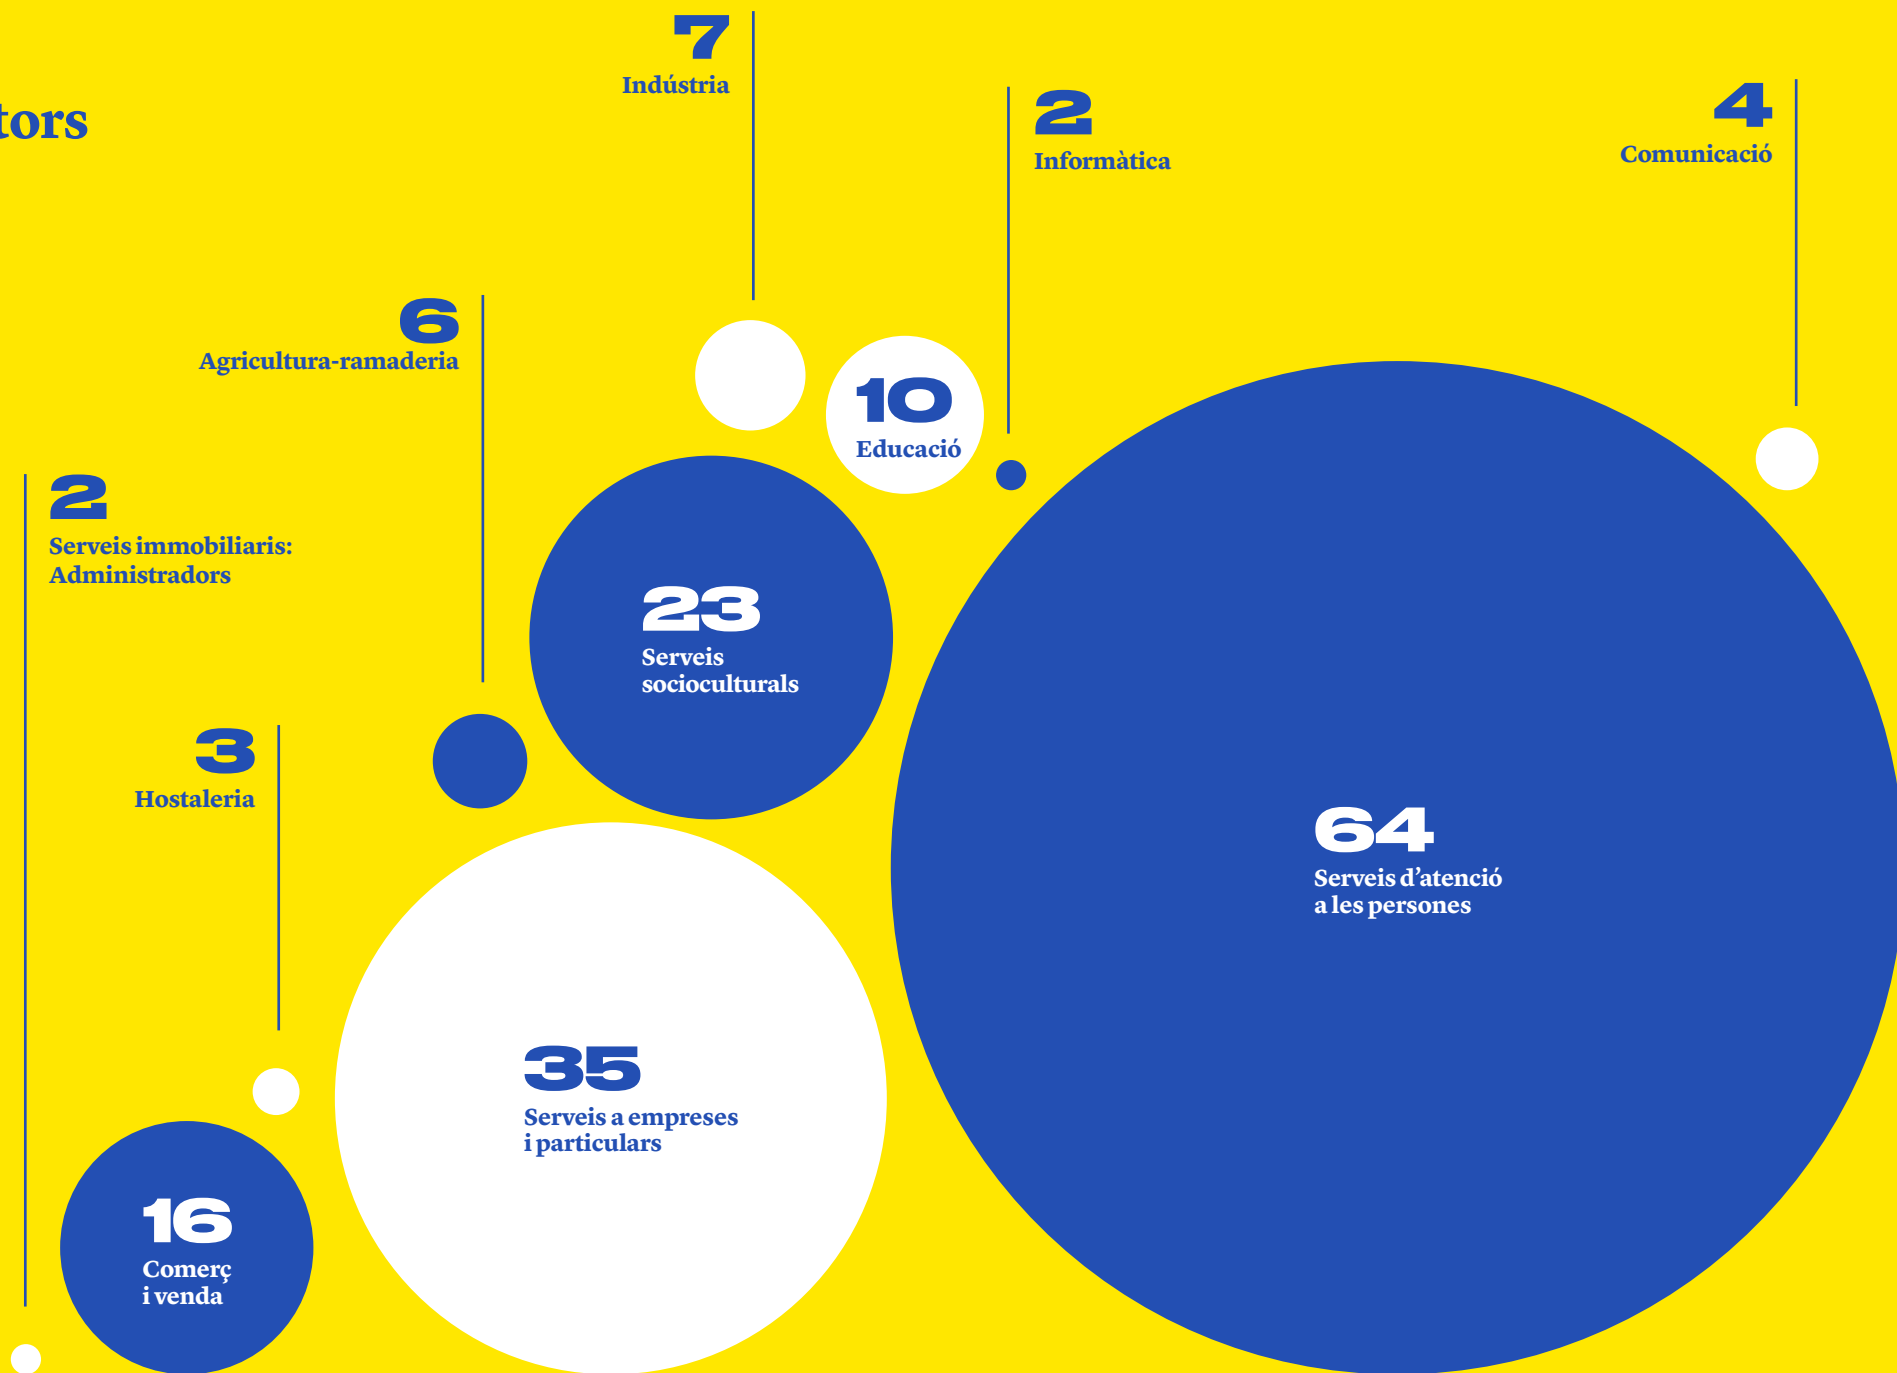 tors
7
Indústria
2
Informàtica
4
Comunicació
6
Agricultura-ramaderia
10
Educació
2
Serveis immobiliaris:
Administradors
23
Serveis
socioculturals
3
Hostaleria
64
Serveis d’atenció
a les persones
35
Serveis a empreses
i particulars
16
Comerç
i venda